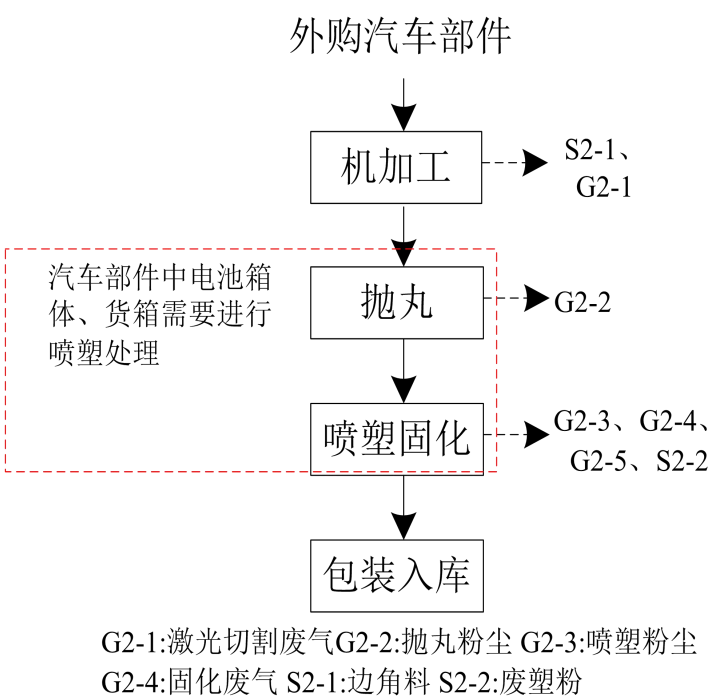 外购汽车部件
机加工
S2-1、
G2-1
汽车部件中电池箱
体、货箱需要进行
喷塑处理
抛丸
G2-2
喷塑固化
G2-3、G2-4、
G2-5、S2-2
包装入库
G2-1:激光切割废气G2-2:抛丸粉尘 G2-3:喷塑粉尘
G2-4:固化废气 S2-1:边角料 S2-2:废塑粉